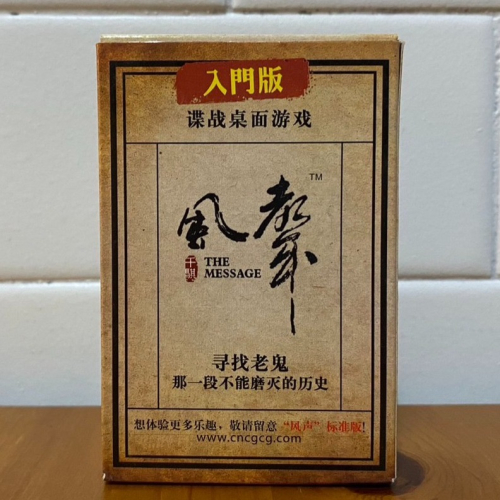 入門版
谍战桌面游戏
風聲
TM
千骐
THE
MESSAGE
寻找老鬼
那一段不能磨灭的历史
想体验更多乐趣，敬请留意“风声”标准版!
www.cncgcg.com